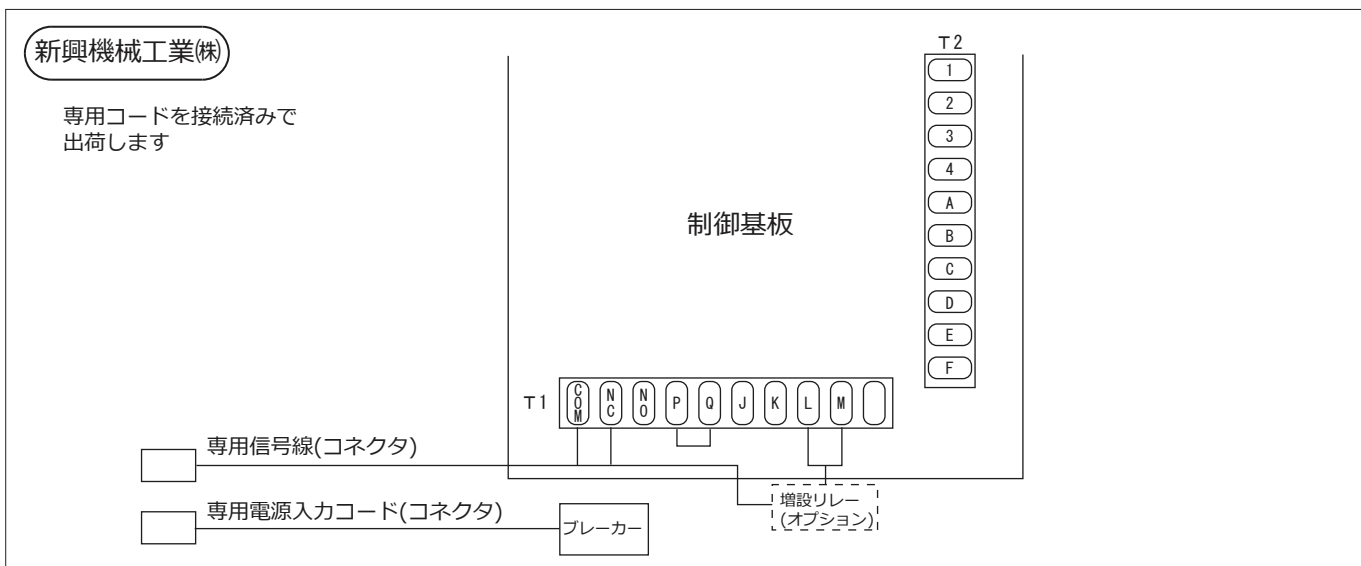 新興機械工業㈱
専用コードを接続済みで
出荷します
T2
1
2
3
4
A
B
C
D
E
F
制御基板
T1
COM
NC
NO
P
Q
J
K
L
M
専用信号線(コネクタ)
専用電源入力コード(コネクタ)
ブレーカー
増設リレー
(オプション)